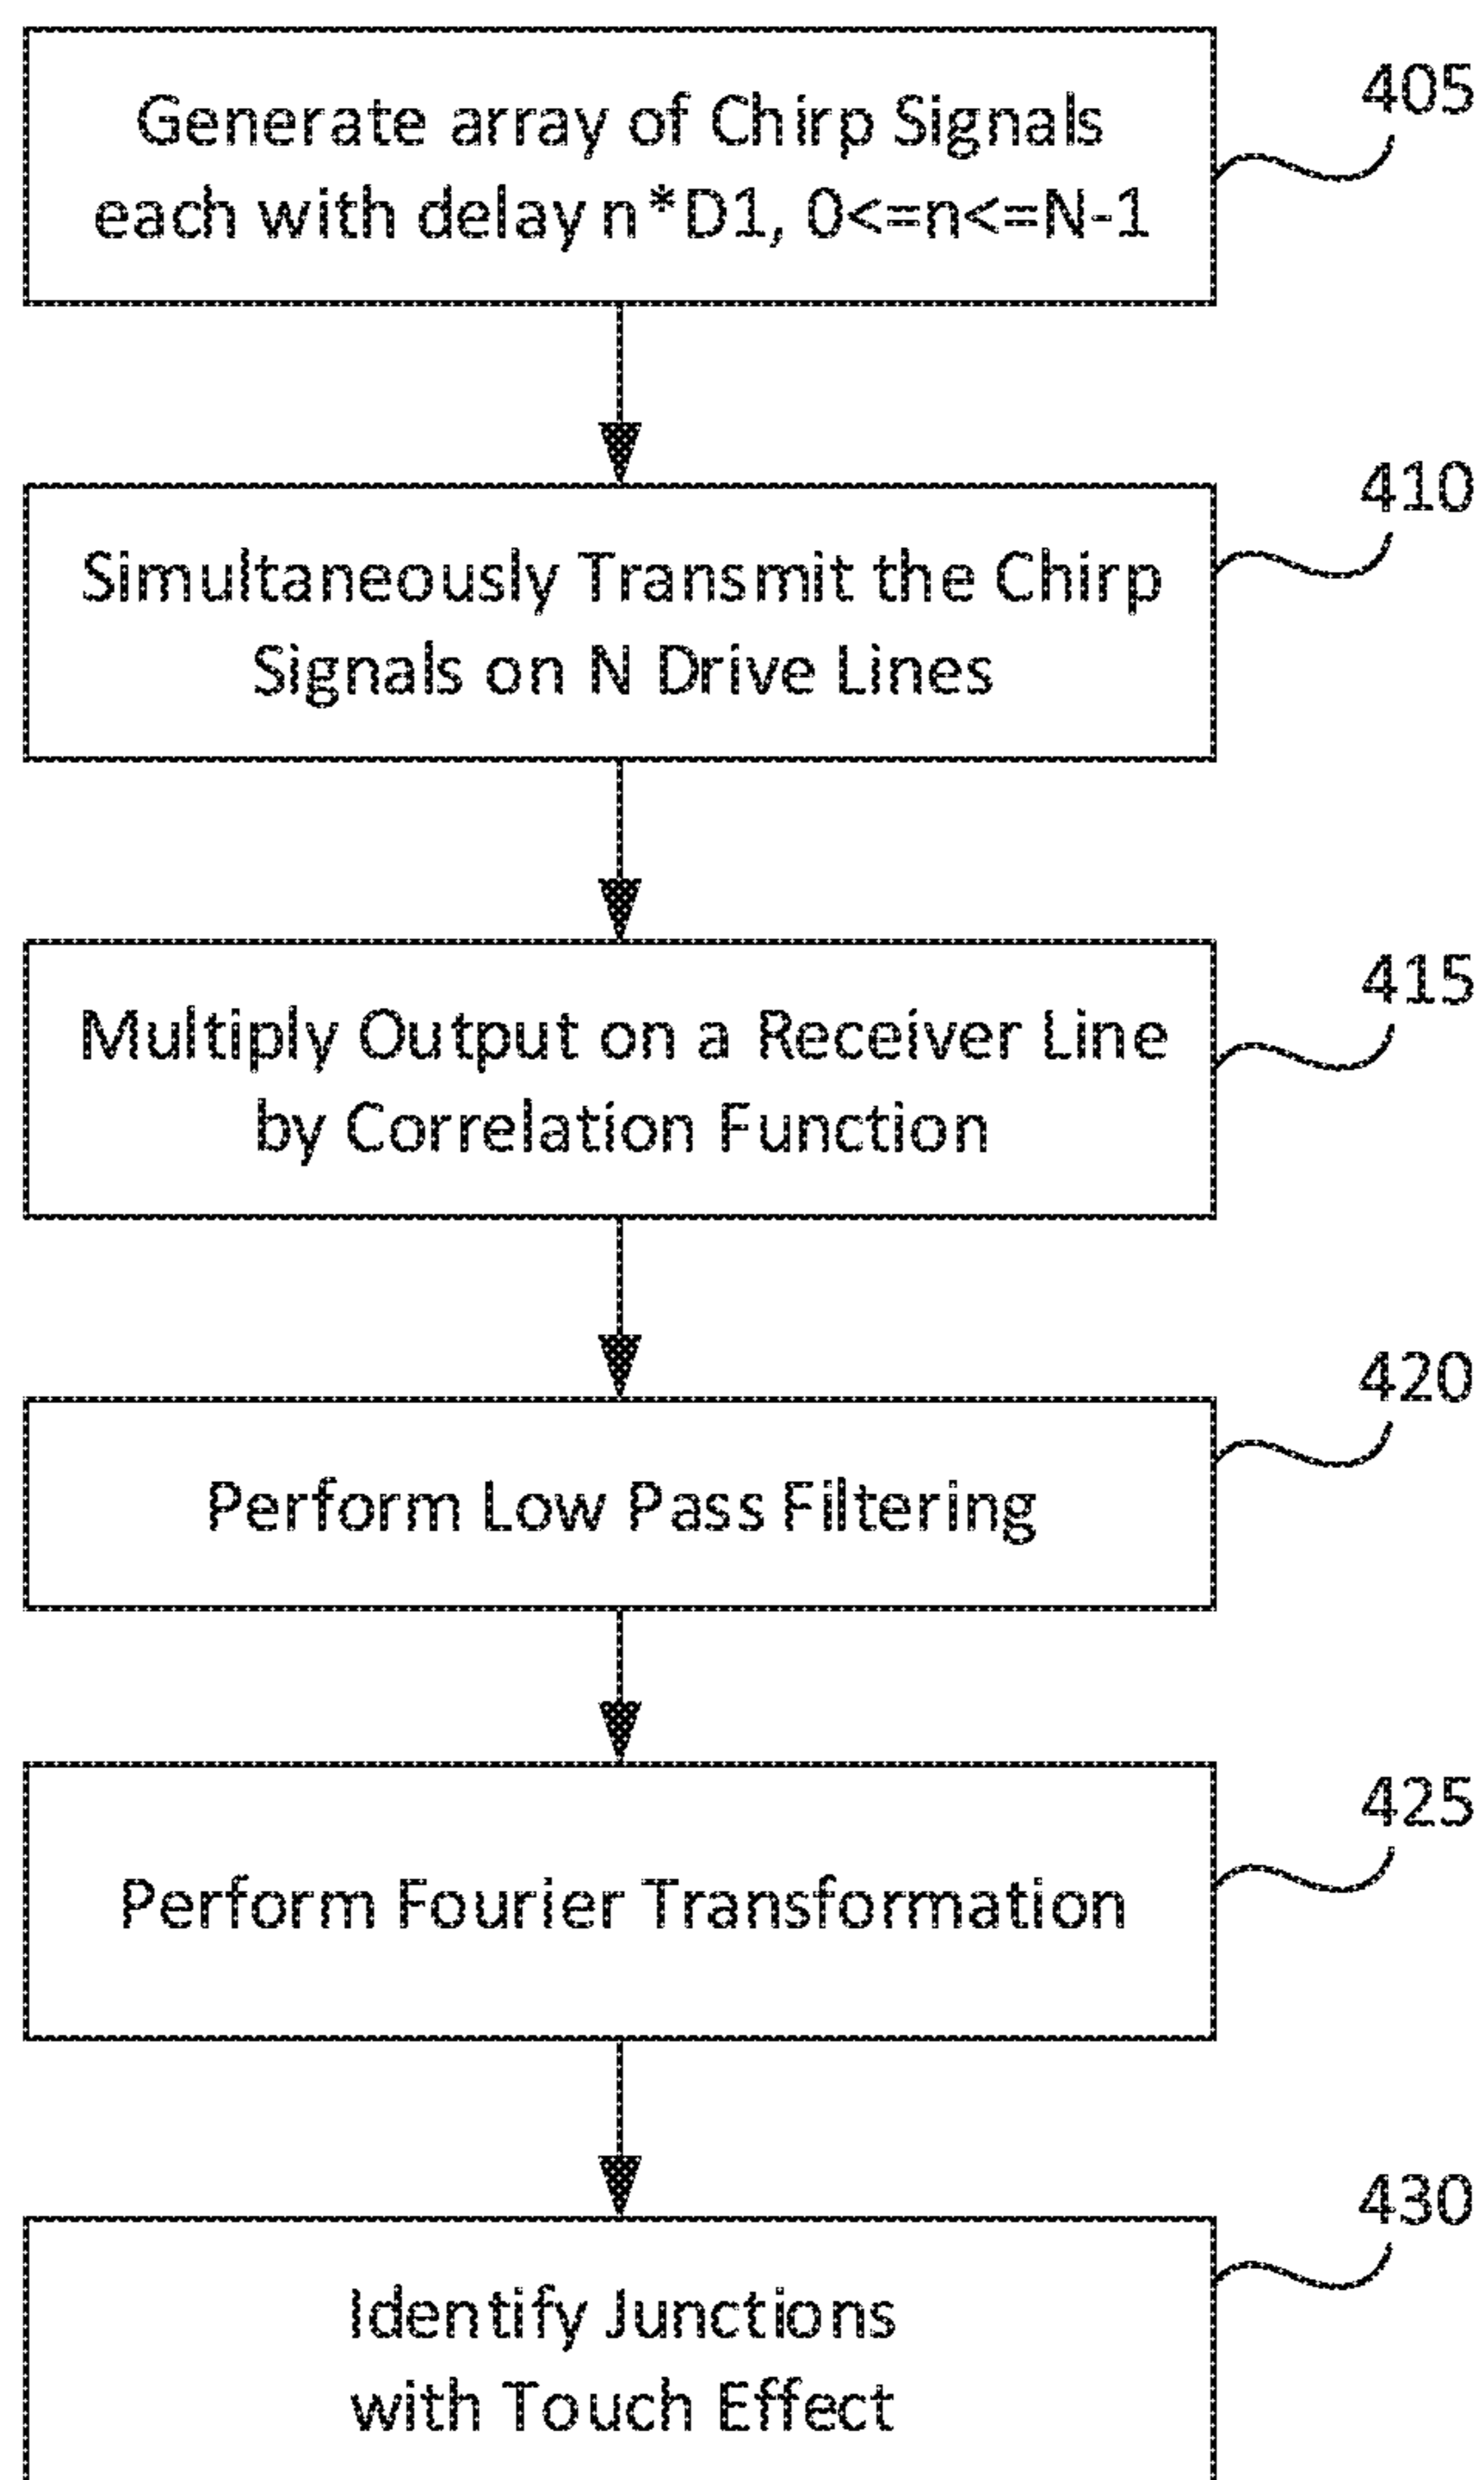 Generate array of Chirp Signals
each with delay n*D1, 0<=n<=N-1
405
Simultaneously Transmit the Chirp
Signals on N Drive Lines
410
Multiply Output on a Receiver Line
by Correlation Function
415
Perform Low Pass Filtering
420
Perform Fourier Transformation
425
Identify Junctions
with Touch Effect
430